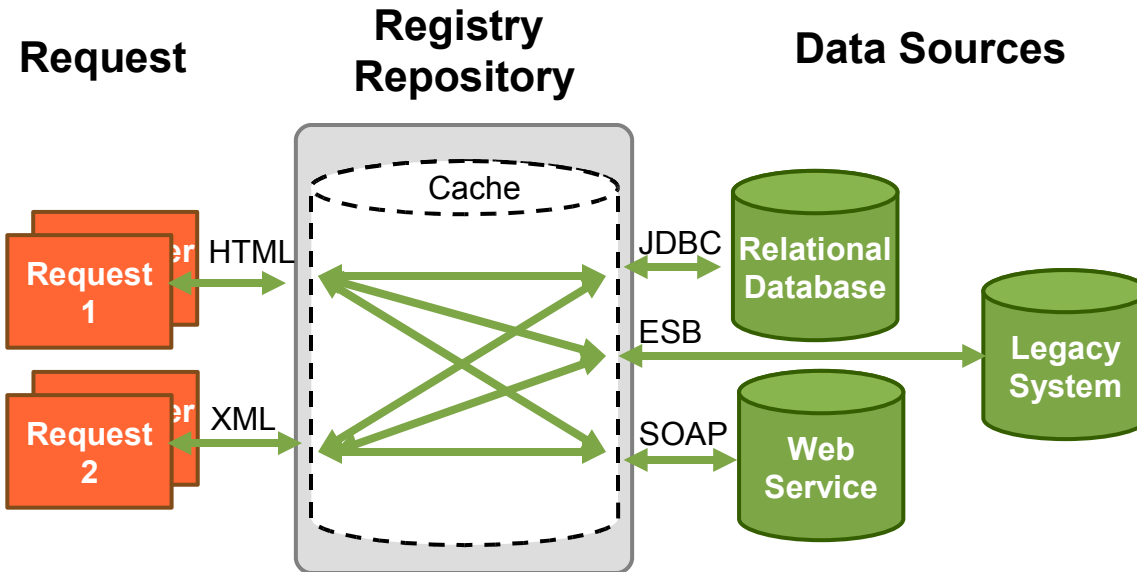 Request
Registry
Repository
Data Sources
Cache
HTML
Request
1
XML
Request
2
JDBC
Relational
Database
ESB
Legacy
System
SOAP
Web
Service